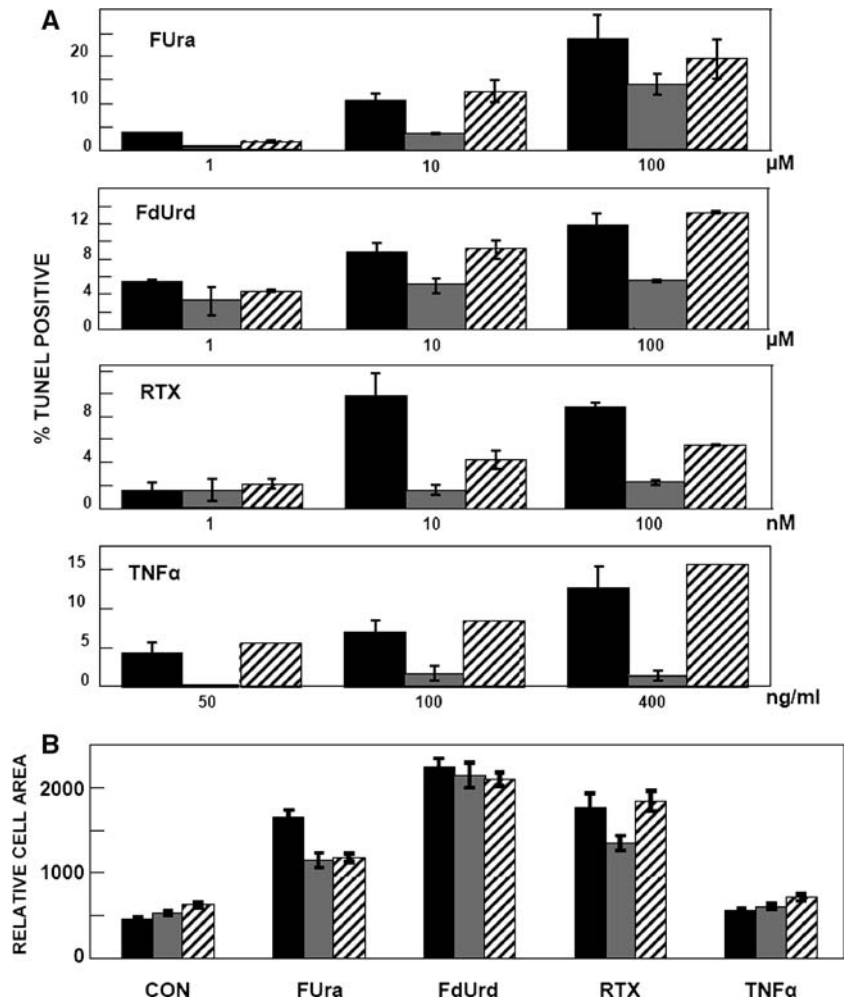 A
% TUNEL POSITIVE
FUra
20
10
0
1 10 100 µM
FdUrd
12
8
4
0
1 10 100 µM
RTX
8
4
0
1 10 100 nM
TNFα
15
10
5
0
50 100 400 ng/ml
B
RELATIVE CELL AREA
2000
1000
0
CON FUra FdUrd RTX TNFα